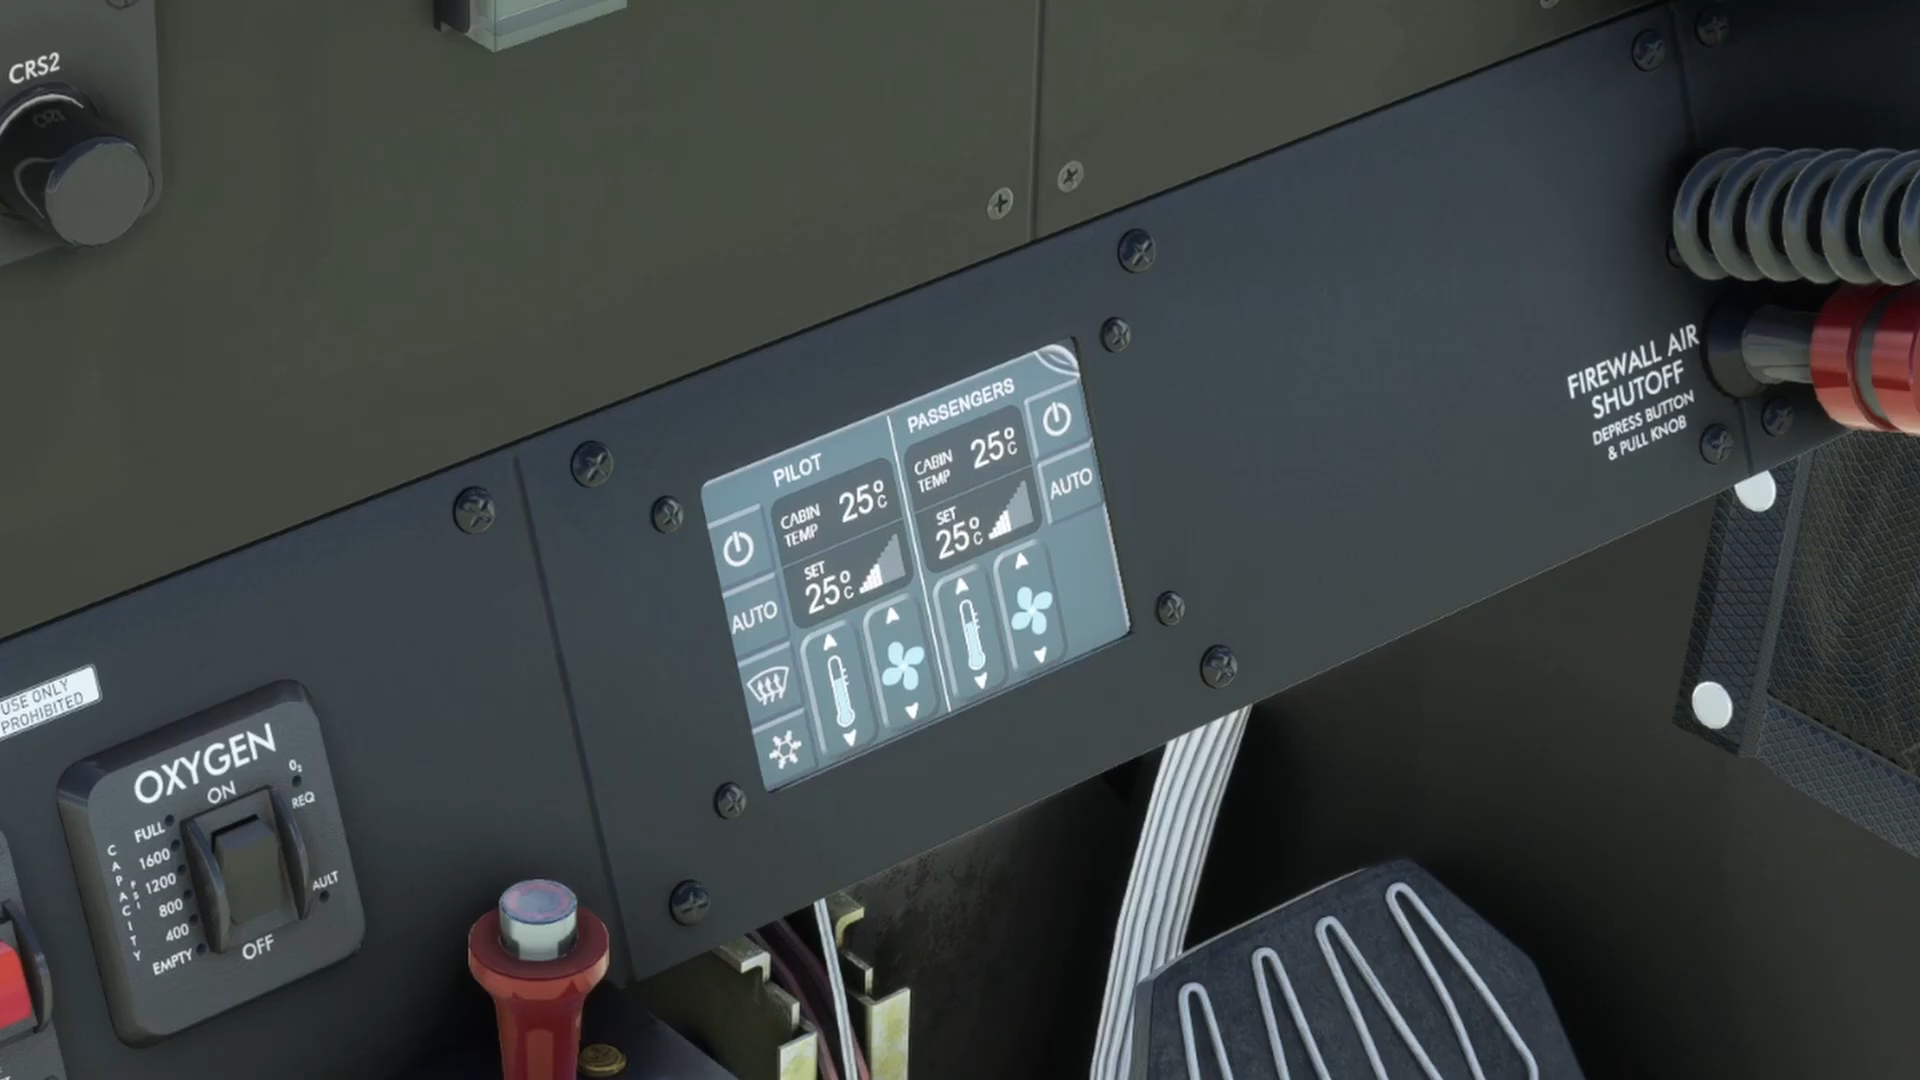 CRS2
PILOT
CABIN
TEMP
25°C
SET
25°C
AUTO
PASSENGERS
CABIN
TEMP
25°C
SET
25°C
AUTO
FIREWALL AIR
SHUTOFF
DEPRESS BUTTON
& PULL KNOB
USE ONLY
PROHIBITED
OXYGEN
ON
O₂
REQ
FULL
1600
1200
800
400
EMPTY
CAPACITY
PSI
AULT
OFF